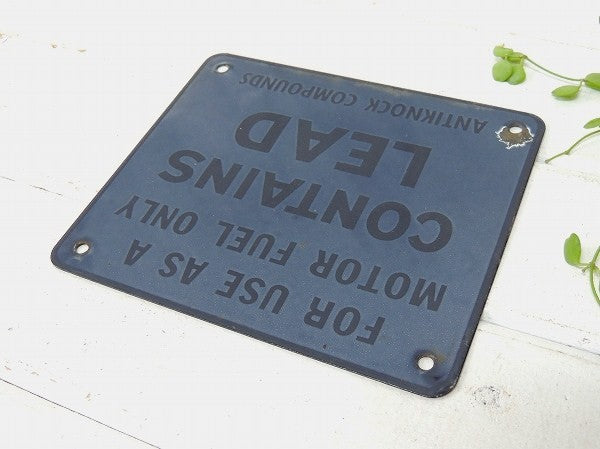 FOR USE AS A
MOTOR FUEL ONLY
CONTAINS
LEAD
ANTIKNOCK COMPOUNDS